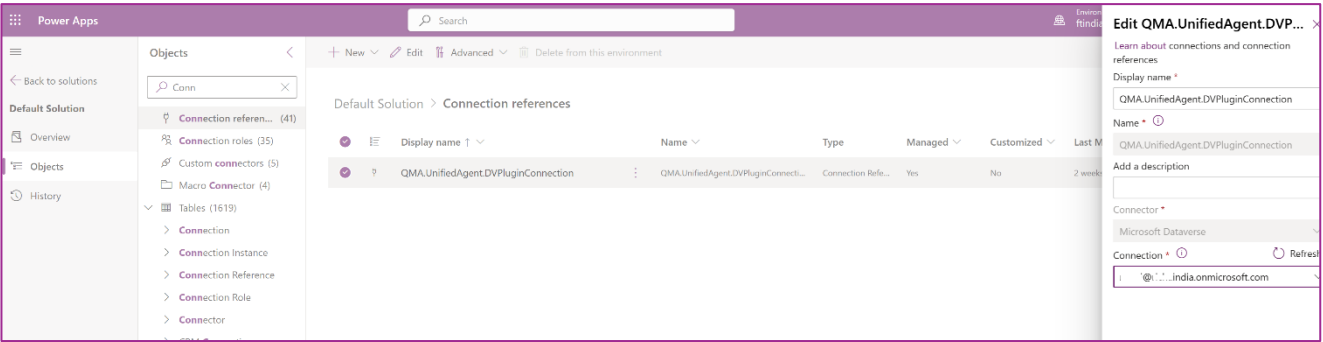 Power Apps
Search
Environ
ftindia
Back to solutions
Default Solution
Overview
Objects
History
Objects
Conn
Connection referen... (41)
Connection roles (35)
Custom connectors (5)
Macro Connector (4)
Tables (1619)
Connection
Connection Instance
Connection Reference
Connection Role
Connector
New Edit Advanced Delete from this environment
Default Solution > Connection references
Display name ↑ Name Type Managed Customized Last M
QMA.UnifiedAgent.DVPluginConnection QMA.UnifiedAgent.DVPluginConnecti... Connection Refe... Yes No 2 weeks
Edit QMA.UnifiedAgent.DVP...
Learn about connections and connection
references
Display name *
QMA.UnifiedAgent.DVPluginConnection
Name *
QMA.UnifiedAgent.DVPluginConnection
Add a description
Connector *
Microsoft Dataverse
Connection * Refresh
india.onmicrosoft.com